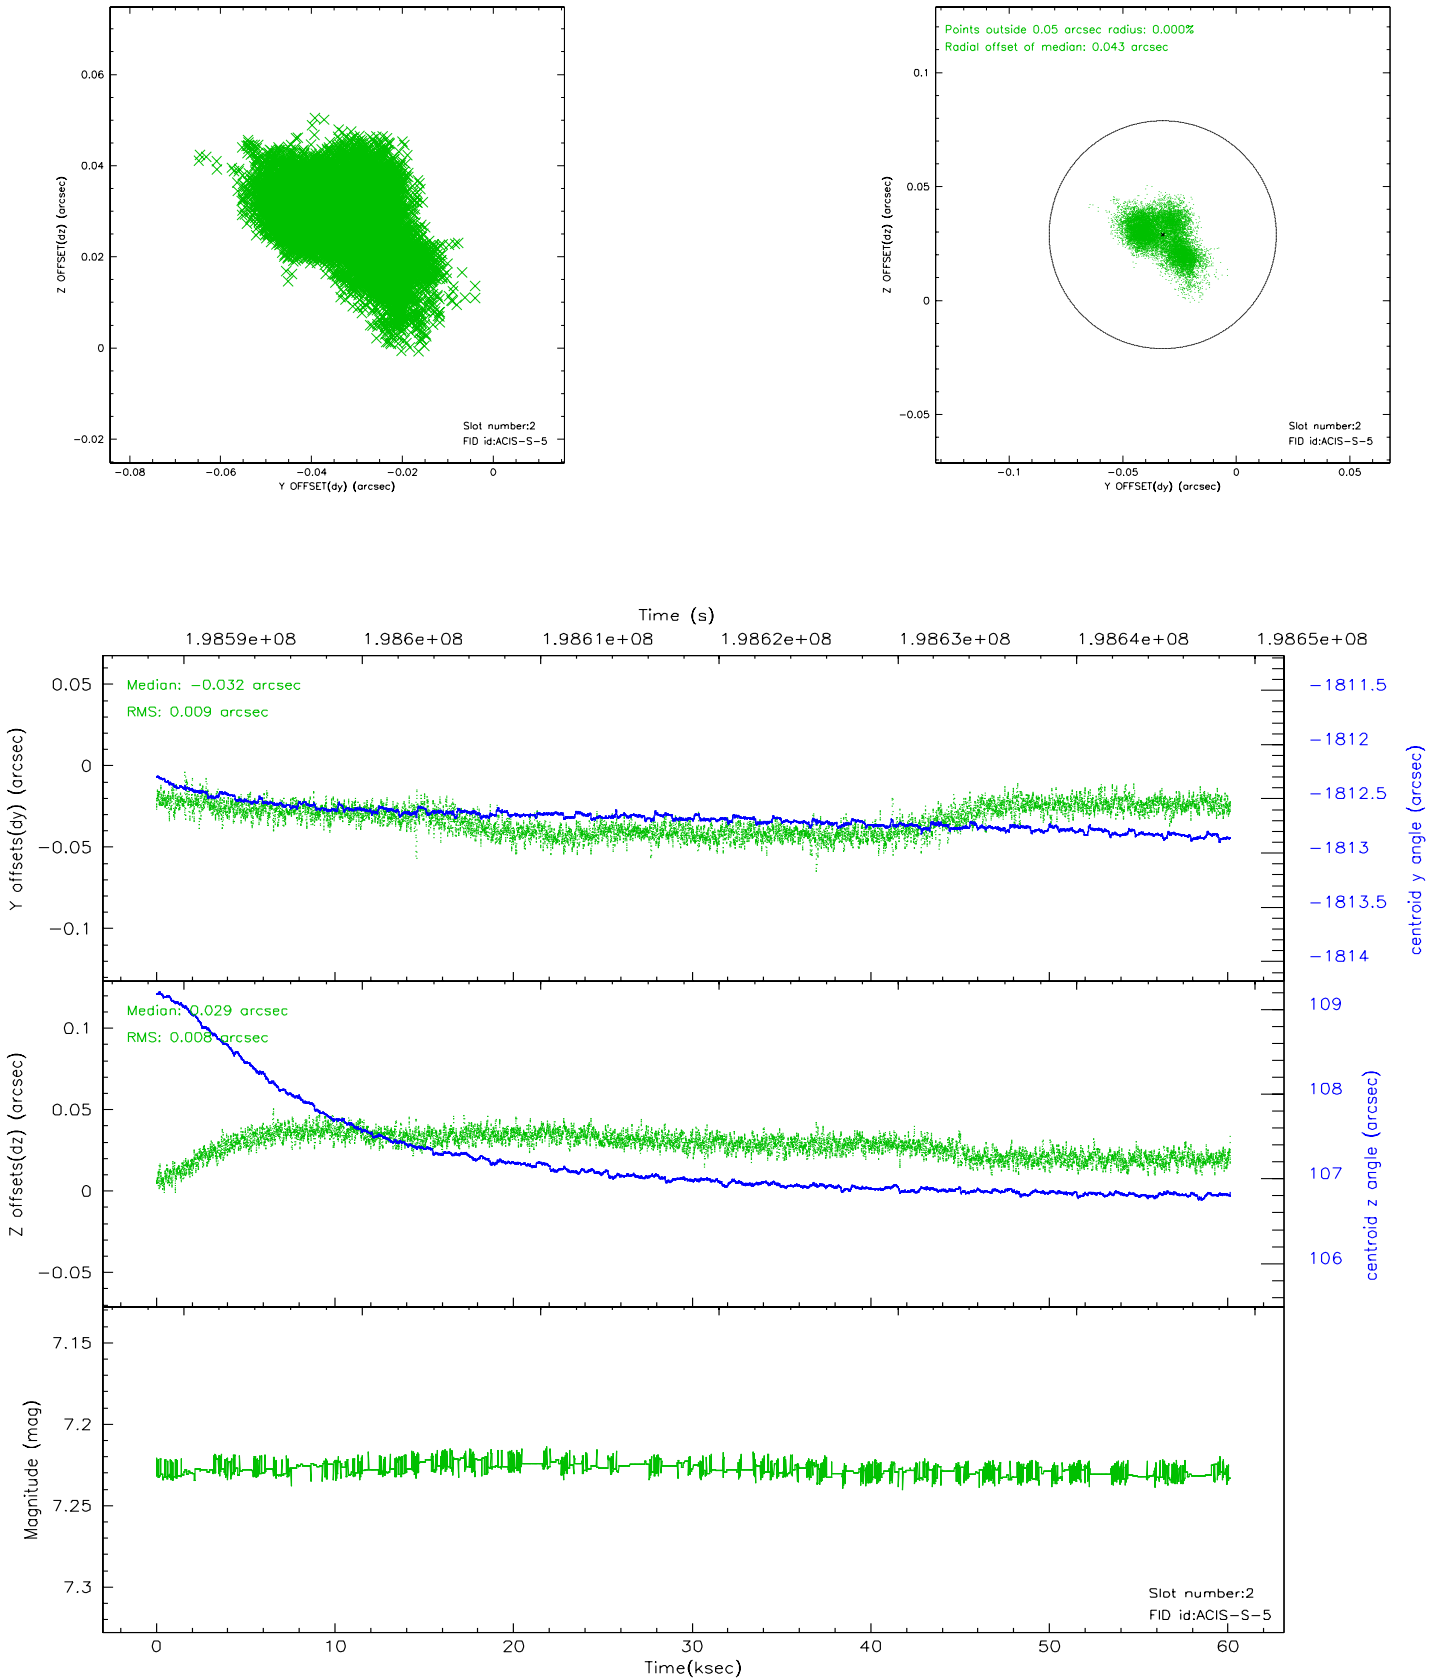 0.06
0.04
0.02
0
−0.02
Z OFFSET(dz) (arcsec)
Slot number:2
FID id:ACIS−S−5
−0.08 −0.06 −0.04 −0.02 0
Y OFFSET(dy) (arcsec)
Points outside 0.05 arcsec radius: 0.000%
Radial offset of median: 0.043 arcsec
0.1
0.05
0
−0.05
Z OFFSET(dz) (arcsec)
Slot number:2
FID id:ACIS−S−5
−0.1 −0.05 0 0.05
Y OFFSET(dy) (arcsec)
Time (s)
1.9859e+08 1.986e+08 1.9861e+08 1.9862e+08 1.9863e+08 1.9864e+08 1.9865e+08
Median: −0.032 arcsec
RMS: 0.009 arcsec
0.05
0
−0.05
−0.1
Y offsets(dy) (arcsec)
−1811.5
−1812
−1812.5
−1813
−1813.5
−1814
centroid y angle (arcsec)
Median: 0.029 arcsec
RMS: 0.008 arcsec
0.1
0.05
0
−0.05
Z offsets(dz) (arcsec)
109
108
107
106
centroid z angle (arcsec)
7.15
7.2
7.25
7.3
Magnitude (mag)
Slot number:2
FID id:ACIS−S−5
0 10 20 30 40 50 60
Time(ksec)